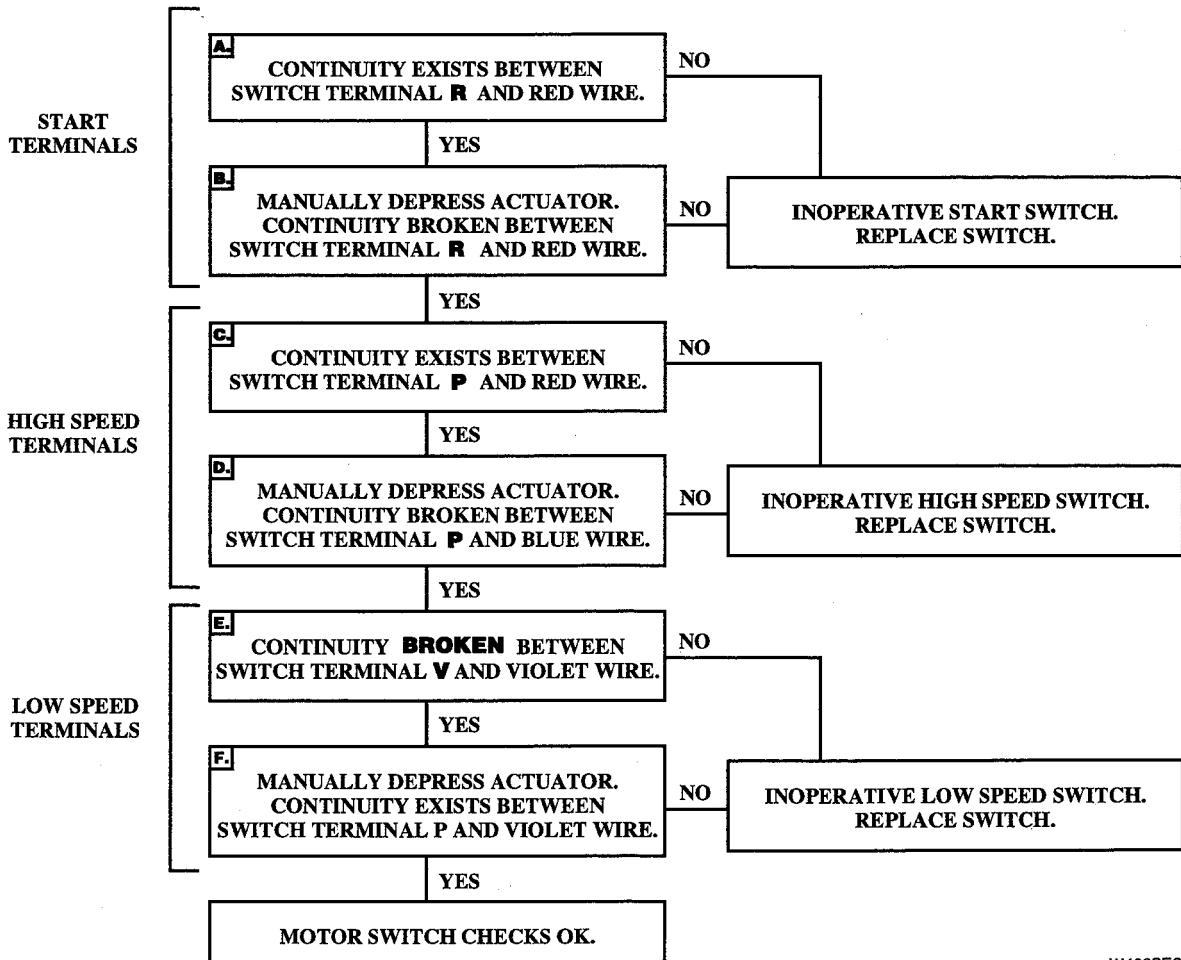 START
TERMINALS
A.
CONTINUITY EXISTS BETWEEN
SWITCH TERMINAL R AND RED WIRE.
NO
YES
B.
MANUALLY DEPRESS ACTUATOR.
CONTINUITY BROKEN BETWEEN
SWITCH TERMINAL R AND RED WIRE.
NO
INOPERATIVE START SWITCH.
REPLACE SWITCH.
YES
HIGH SPEED
TERMINALS
C.
CONTINUITY EXISTS BETWEEN
SWITCH TERMINAL P AND RED WIRE.
NO
YES
D.
MANUALLY DEPRESS ACTUATOR.
CONTINUITY BROKEN BETWEEN
SWITCH TERMINAL P AND BLUE WIRE.
NO
INOPERATIVE HIGH SPEED SWITCH.
REPLACE SWITCH.
YES
LOW SPEED
TERMINALS
E.
CONTINUITY BROKEN BETWEEN
SWITCH TERMINAL V AND VIOLET WIRE.
NO
YES
F.
MANUALLY DEPRESS ACTUATOR.
CONTINUITY EXISTS BETWEEN
SWITCH TERMINAL P AND VIOLET WIRE.
NO
INOPERATIVE LOW SPEED SWITCH.
REPLACE SWITCH.
YES
MOTOR SWITCH CHECKS OK.